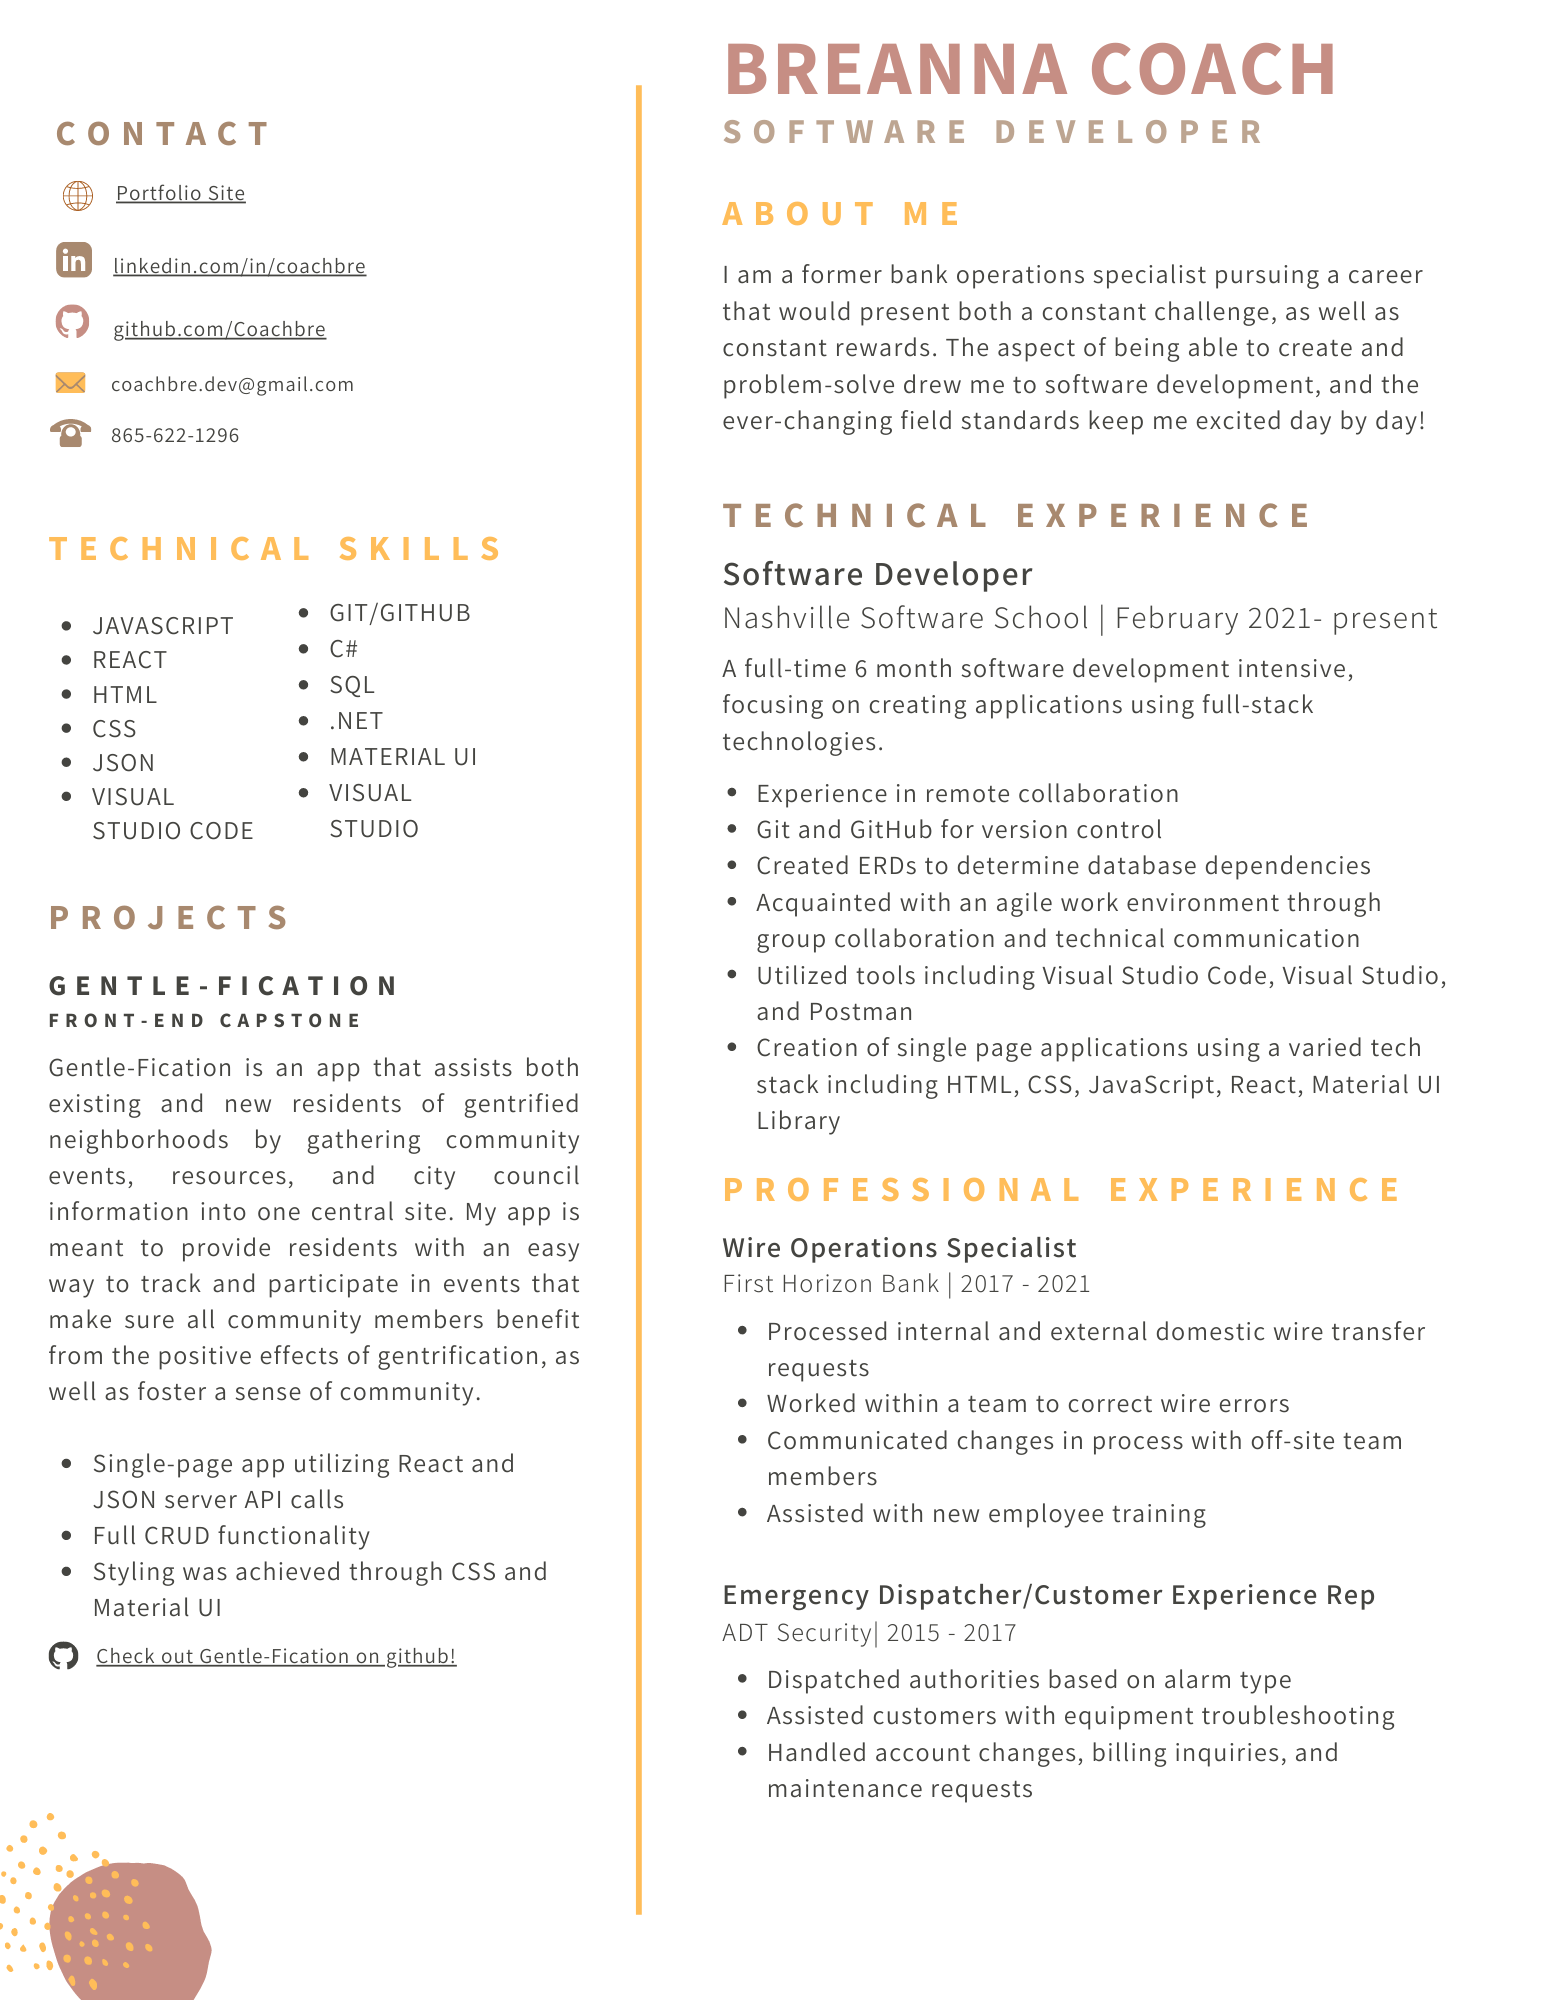 BREANNA COACH
SOFTWARE DEVELOPER
CONTACT
Portfolio Site
linkedin.com/in/coachbre
github.com/Coachbre
coachbre.dev@gmail.com
865-622-1296
TECHNICAL SKILLS
JAVASCRIPT
REACT
HTML
CSS
JSON
VISUAL
STUDIO CODE
GIT/GITHUB
C#
SQL
.NET
MATERIAL UI
VISUAL
STUDIO
PROJECTS
GENTLE-FICATION
FRONT-END CAPSTONE
Gentle-Fication is an app that assists both
existing and new residents of gentrified
neighborhoods by gathering community
events, resources, and city council
information into one central site. My app is
meant to provide residents with an easy
way to track and participate in events that
make sure all community members benefit
from the positive effects of gentrification, as
well as foster a sense of community.
Single-page app utilizing React and
JSON server API calls
Full CRUD functionality
Styling was achieved through CSS and
Material UI
Check out Gentle-Fication on github!
ABOUT ME
I am a former bank operations specialist pursuing a career
that would present both a constant challenge, as well as
constant rewards. The aspect of being able to create and
problem-solve drew me to software development, and the
ever-changing field standards keep me excited day by day!
TECHNICAL EXPERIENCE
Software Developer
Nashville Software School | February 2021- present
A full-time 6 month software development intensive,
focusing on creating applications using full-stack
technologies.
Experience in remote collaboration
Git and GitHub for version control
Created ERDs to determine database dependencies
Acquainted with an agile work environment through
group collaboration and technical communication
Utilized tools including Visual Studio Code, Visual Studio,
and Postman
Creation of single page applications using a varied tech
stack including HTML, CSS, JavaScript, React, Material UI
Library
PROFESSIONAL EXPERIENCE
Wire Operations Specialist
First Horizon Bank | 2017 - 2021
Processed internal and external domestic wire transfer
requests
Worked within a team to correct wire errors
Communicated changes in process with off-site team
members
Assisted with new employee training
Emergency Dispatcher/Customer Experience Rep
ADT Security| 2015 - 2017
Dispatched authorities based on alarm type
Assisted customers with equipment troubleshooting
Handled account changes, billing inquiries, and
maintenance requests